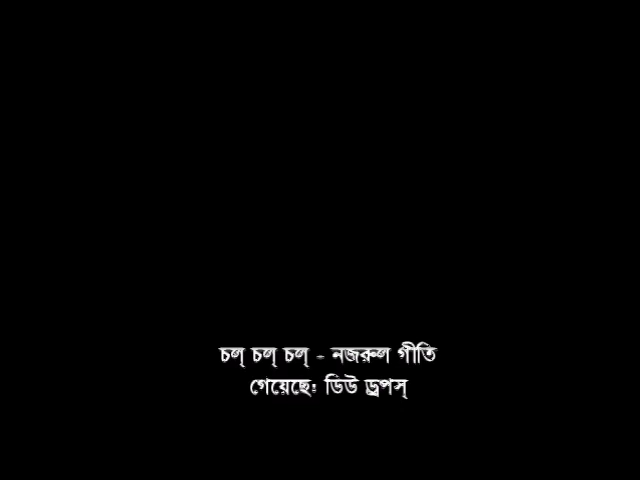 চল্ চল্ চল্ - নজরুল গীতি
গেয়েছে: ডিউ ড্রপস্